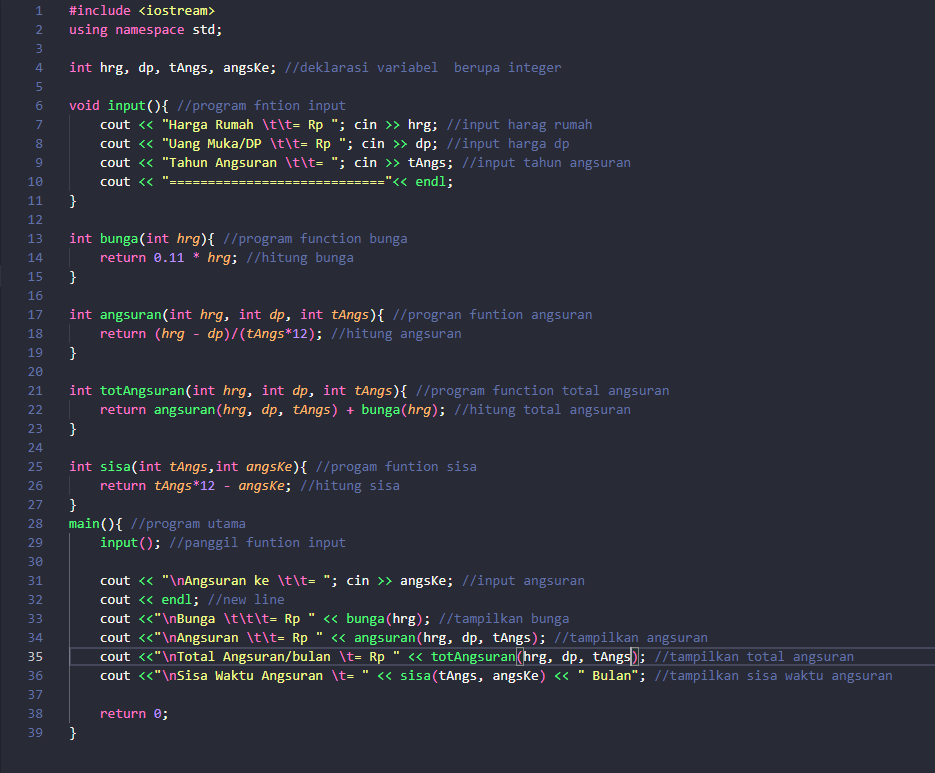 1 #include <iostream>
2 using namespace std;
3
4 int hrg, dp, tAngs, angsKe; //deklarasi variabel  berupa integer
5
6 void input(){ //program fntion input
7     cout << "Harga Rumah \t\t= Rp "; cin >> hrg; //input harag rumah
8     cout << "Uang Muka/DP \t\t= Rp "; cin >> dp; //input harga dp
9     cout << "Tahun Angsuran \t\t= "; cin >> tAngs; //input tahun angsuran
10     cout << "============================"<< endl;
11 }
12
13 int bunga(int hrg){ //program function bunga
14     return 0.11 * hrg; //hitung bunga
15 }
16
17 int angsuran(int hrg, int dp, int tAngs){ //progran funtion angsuran
18     return (hrg - dp)/(tAngs*12); //hitung angsuran
19 }
20
21 int totAngsuran(int hrg, int dp, int tAngs){ //program function total angsuran
22     return angsuran(hrg, dp, tAngs) + bunga(hrg); //hitung total angsuran
23 }
24
25 int sisa(int tAngs,int angsKe){ //progam funtion sisa
26     return tAngs*12 - angsKe; //hitung sisa
27 }
28 main(){ //program utama
29     input(); //panggil funtion input
30
31     cout << "\nAngsuran ke \t\t= "; cin >> angsKe; //input angsuran
32     cout << endl; //new line
33     cout <<"\nBunga \t\t\t= Rp " << bunga(hrg); //tampilkan bunga
34     cout <<"\nAngsuran \t\t= Rp " << angsuran(hrg, dp, tAngs); //tampilkan angsuran
35     cout <<"\nTotal Angsuran/bulan \t= Rp " << totAngsuran(hrg, dp, tAngs); //tampilkan total angsuran
36     cout <<"\nSisa Waktu Angsuran \t= " << sisa(tAngs, angsKe) << " Bulan"; //tampilkan sisa waktu angsuran
37
38     return 0;
39 }